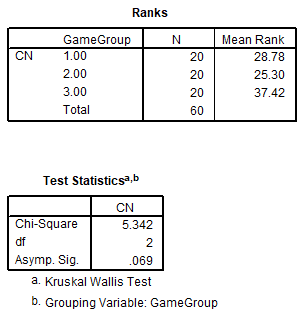 Ranks
GameGroup N Mean Rank
CN 1.00 20 28.78
2.00 20 25.30
3.00 20 37.42
Total 60
Test Statisticsa,b
CN
Chi-Square 5.342
df 2
Asymp. Sig. .069
a. Kruskal Wallis Test
b. Grouping Variable: GameGroup